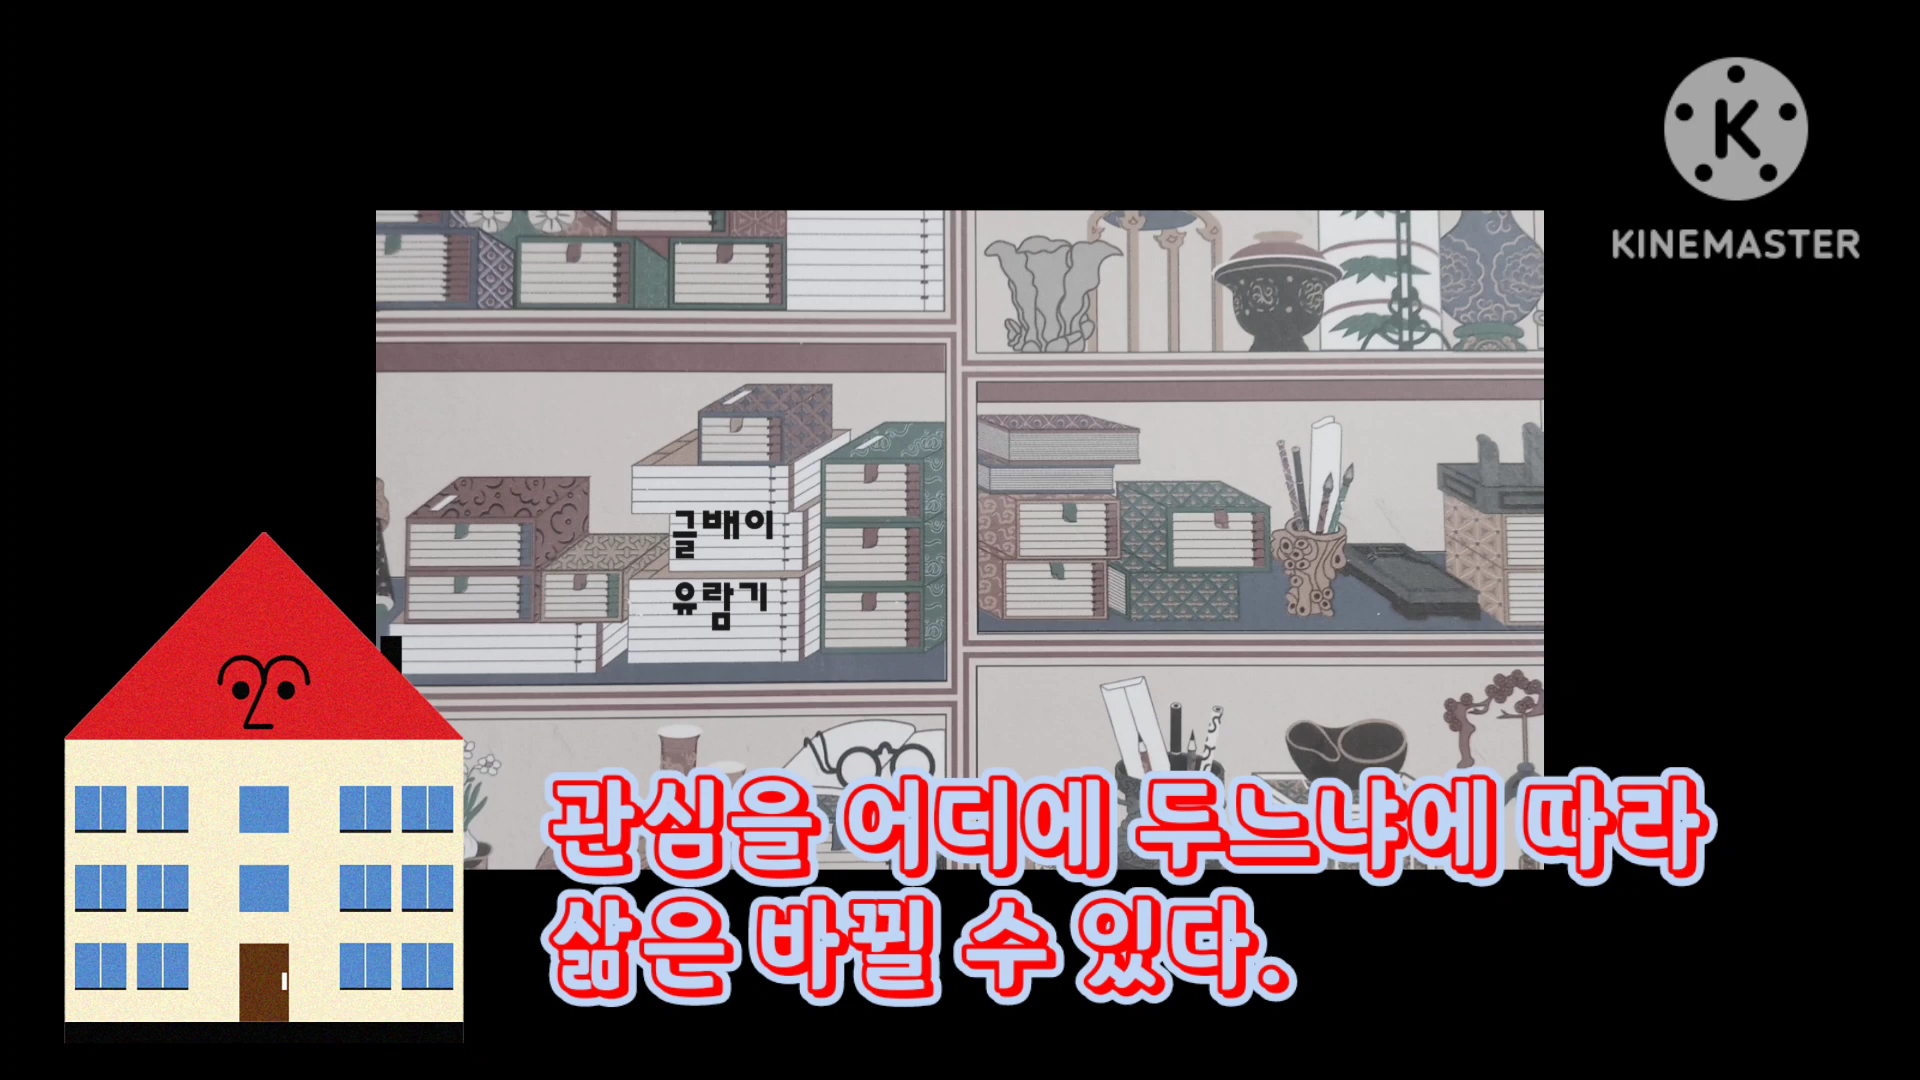 K
KINEMASTER
글배이
유람기
관심을 어디에 두느냐에 따라
삶은 바뀔 수 있다.